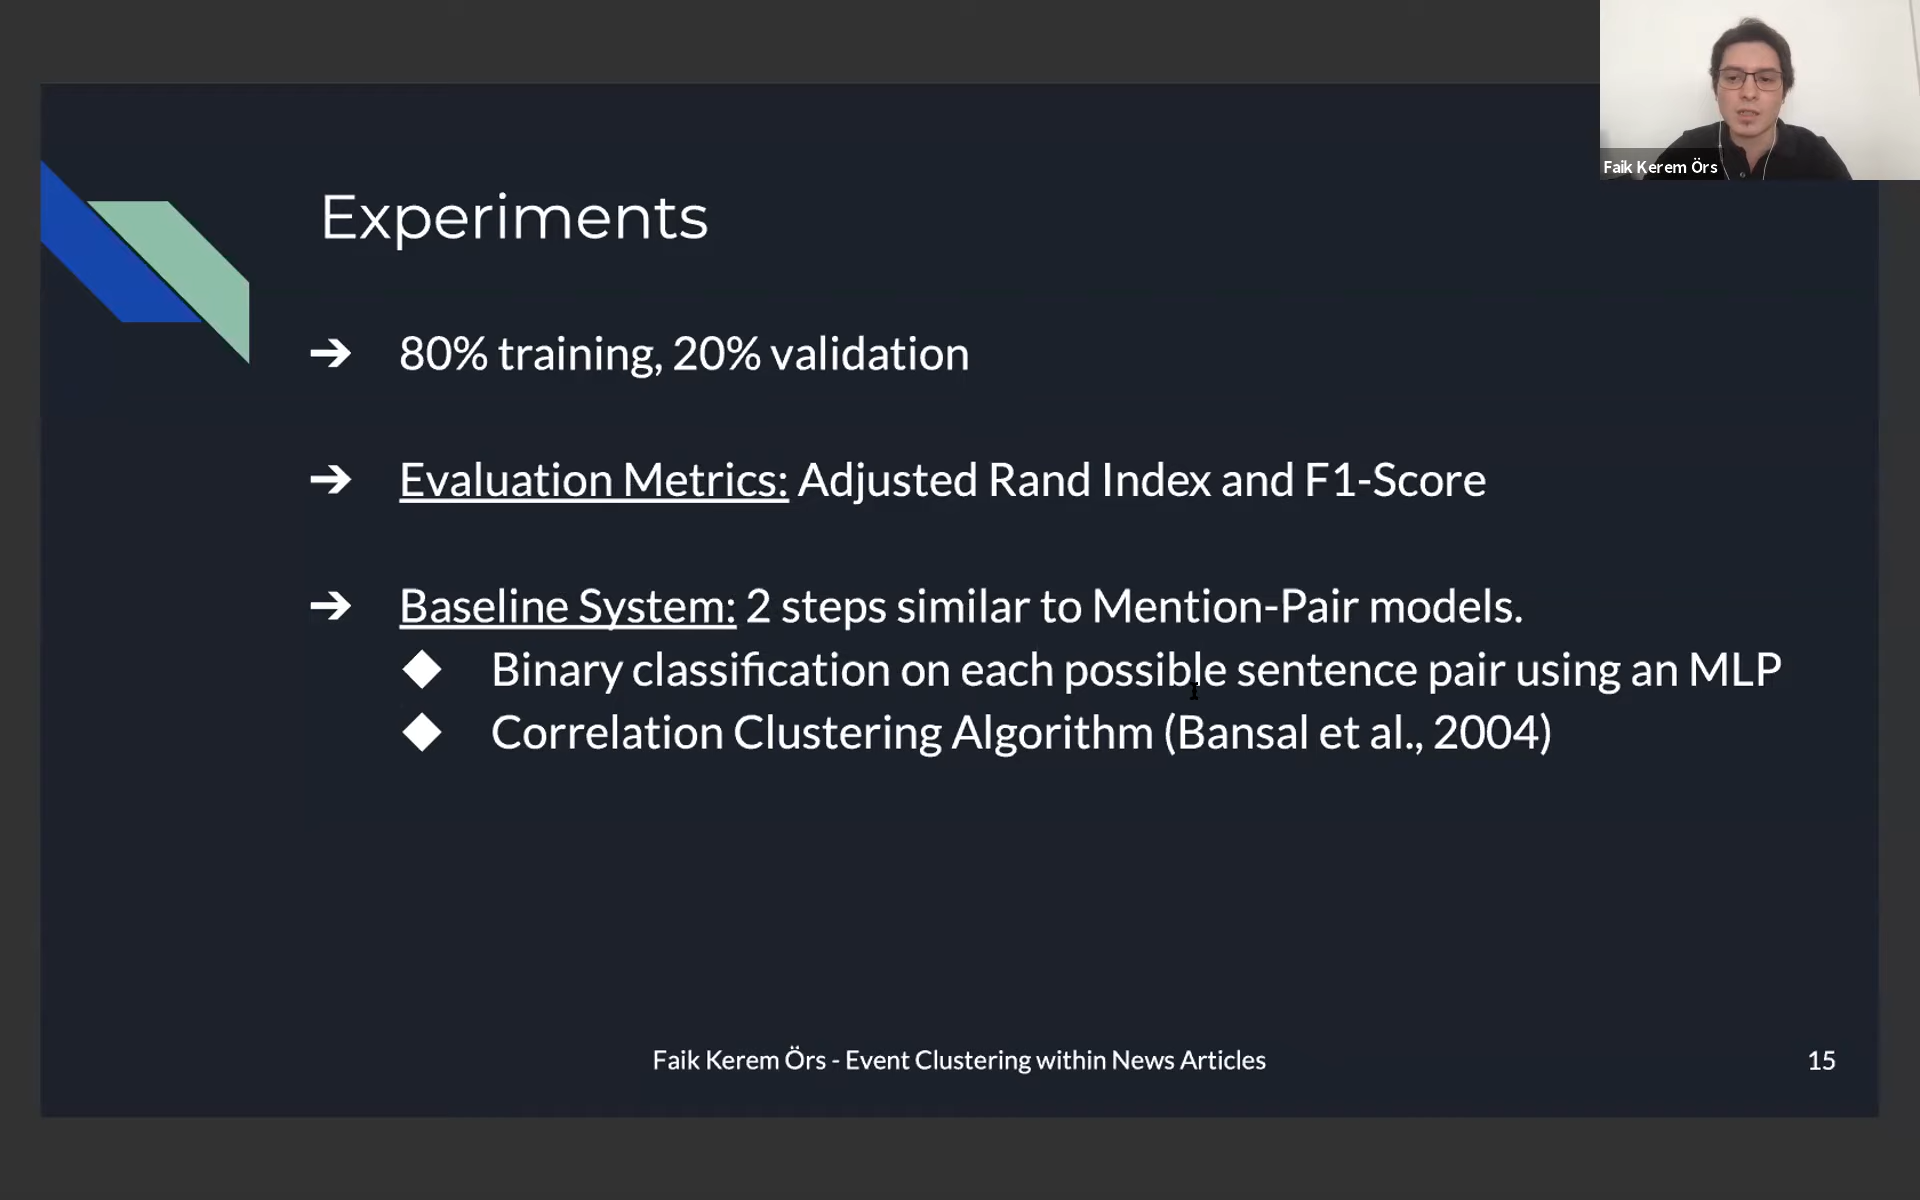 Faik Kerem Örs
Experiments
➔ 80% training, 20% validation
➔ Evaluation Metrics: Adjusted Rand Index and F1-Score
➔ Baseline System: 2 steps similar to Mention-Pair models.
◆ Binary classification on each possible sentence pair using an MLP
◆ Correlation Clustering Algorithm (Bansal et al., 2004)
Faik Kerem Örs - Event Clustering within News Articles
15